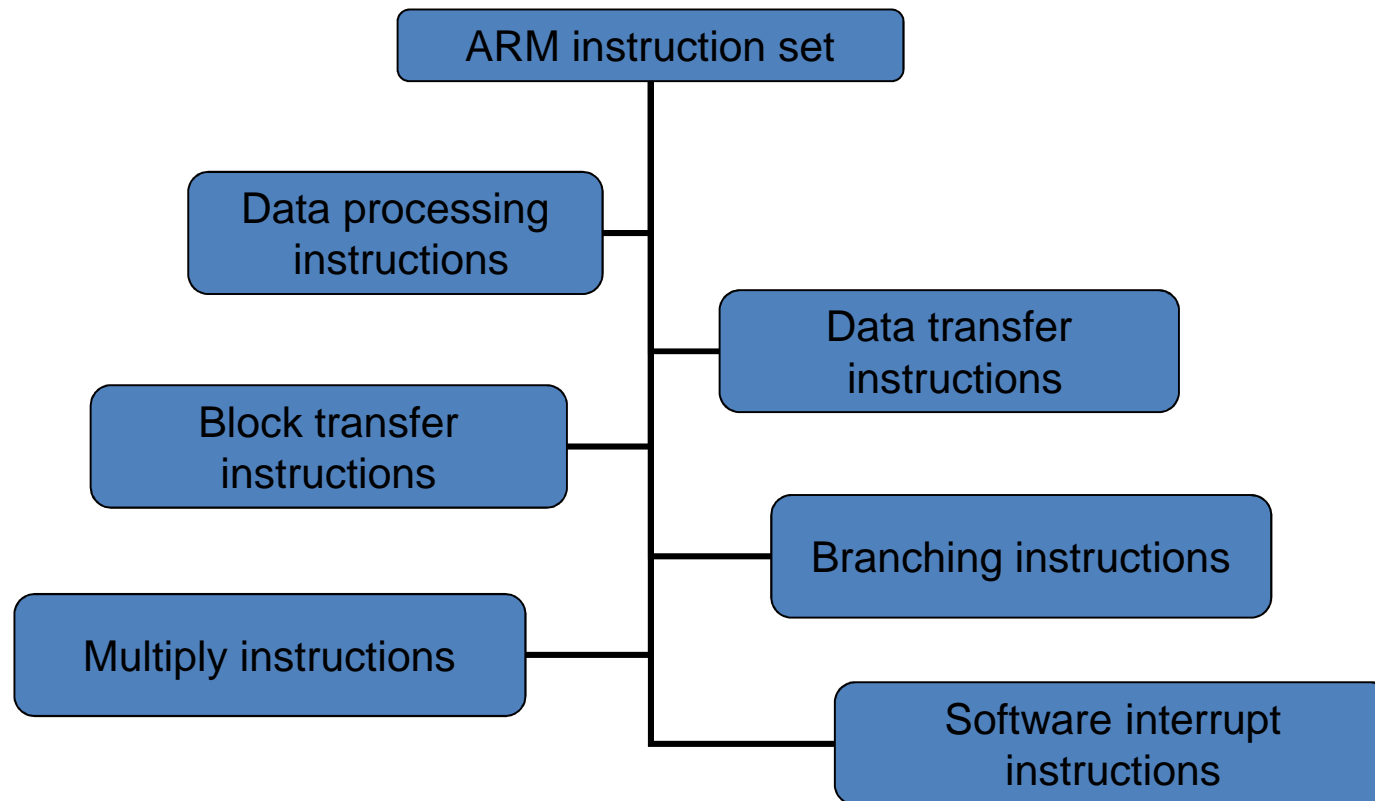 ARM instruction set
Data processing
instructions
Data transfer
instructions
Block transfer
instructions
Branching instructions
Multiply instructions
Software interrupt
instructions